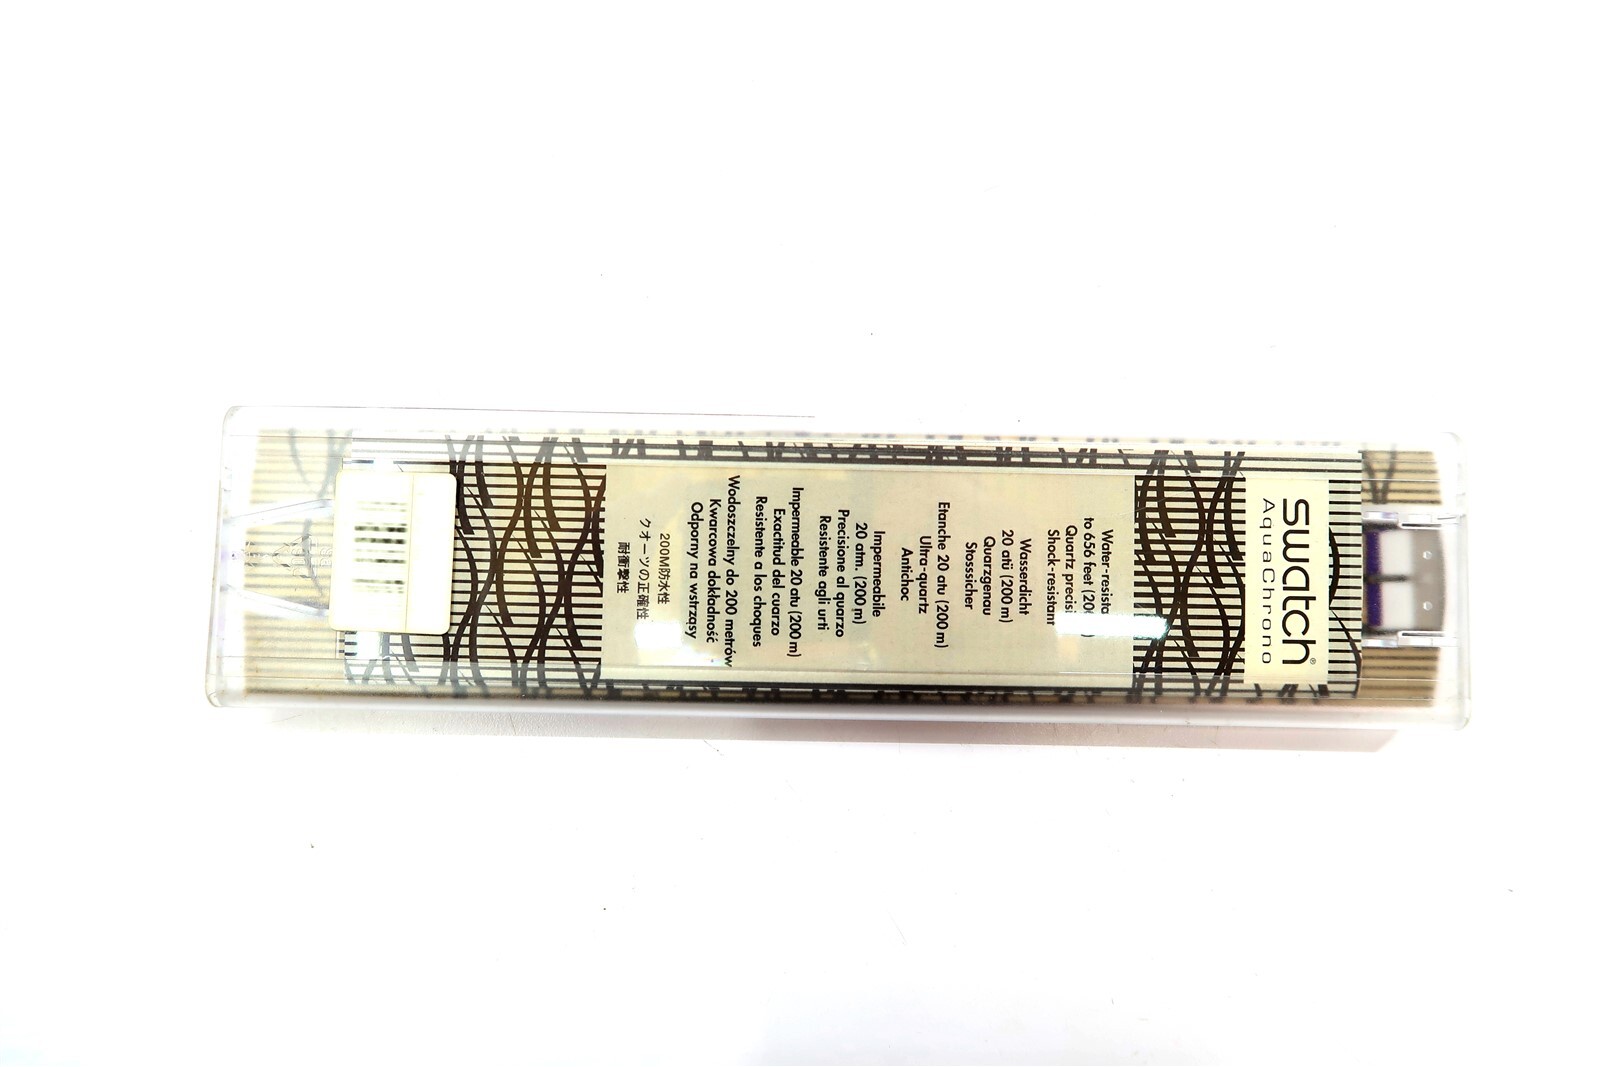 swatch®
AquaChrono
Water-resista
to 656 feet (200
Quartz precisi
Shock-resistant
Wasserdicht
20 atü (200 m)
Quarzgenau
Stosssicher
Etanche 20 atu (200 m)
Ultra-quartz
Antichoc
Impermeabile
20 atm. (200 m)
Precisione al quarzo
Resistente agli urti
Impermeable 20 atu (200 m)
Exactitud del cuarzo
Resistente a los choques
Wodoszczelny do 200 metrów
Kwarcowa dokładność
Odporny na wstrząsy
200M防水性
クオーツの正確性
耐衝撃性